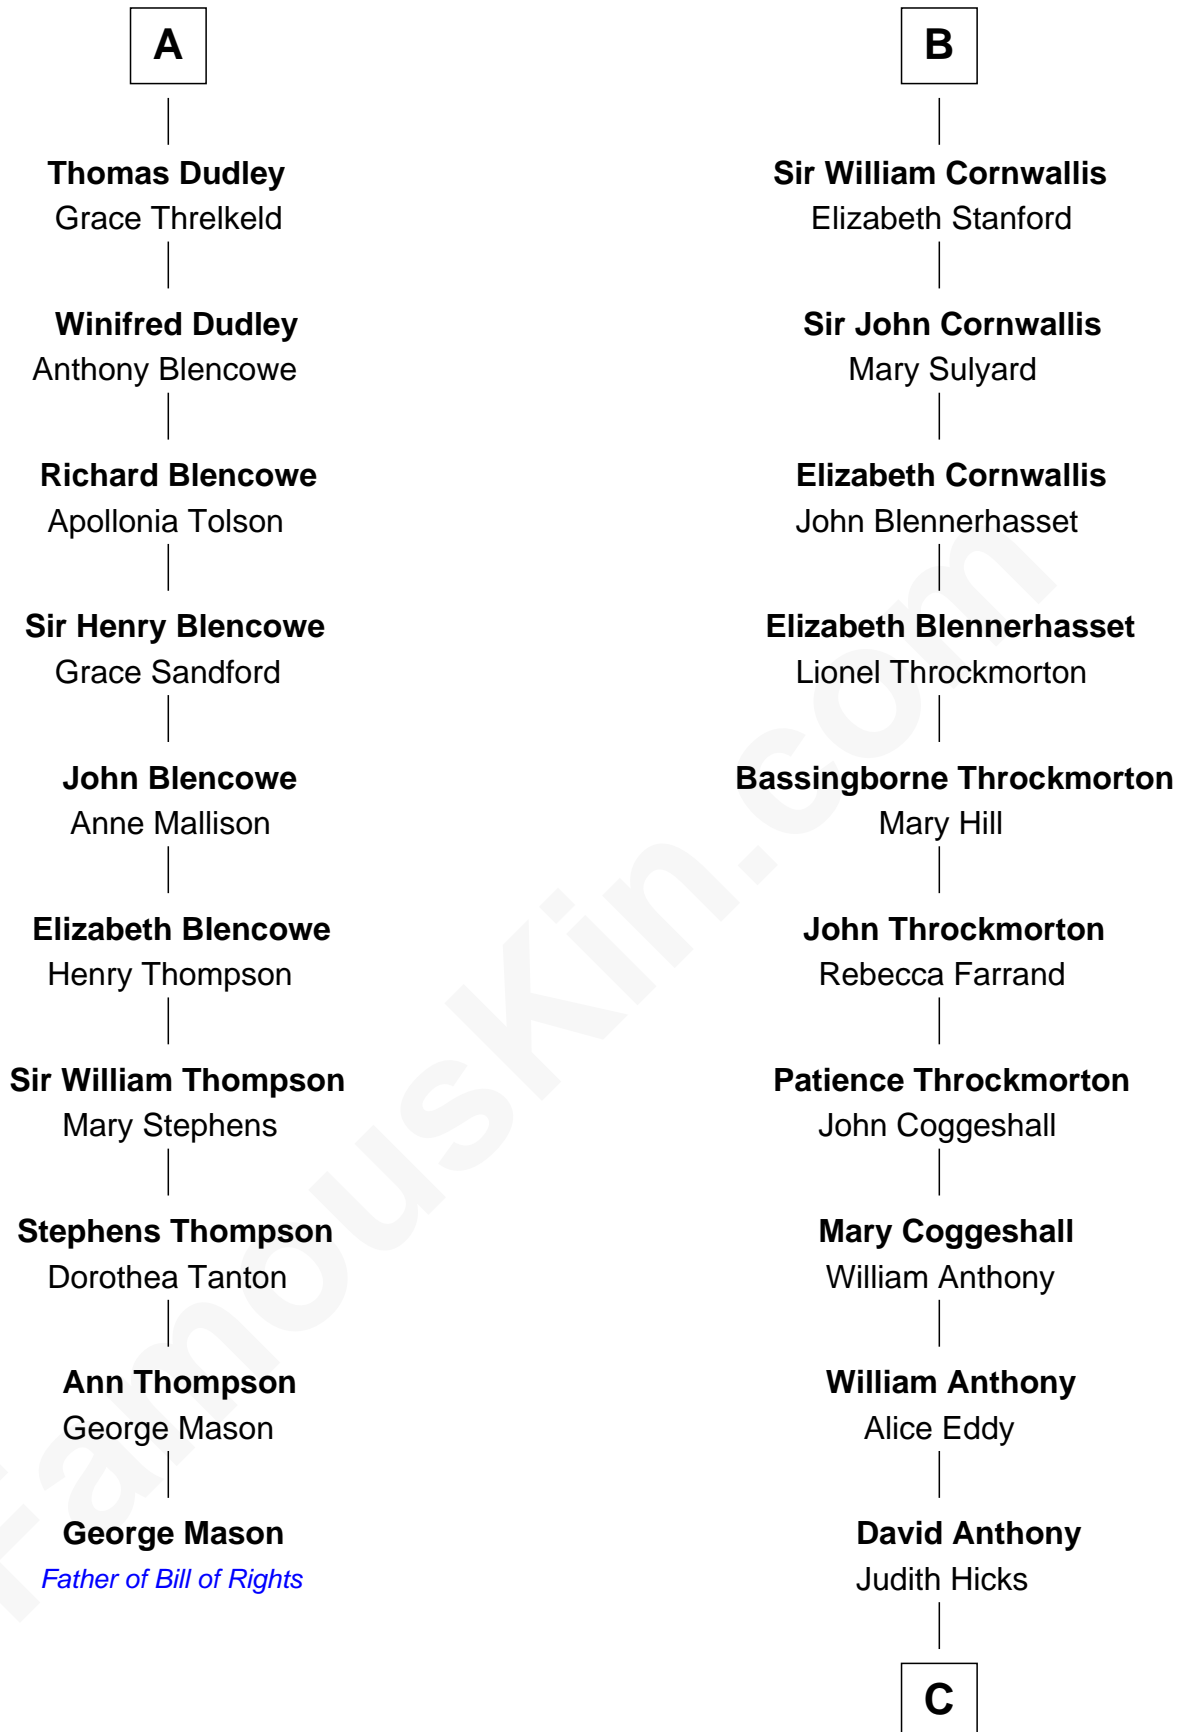 A
Thomas Dudley
Grace Threlkeld
Winifred Dudley
Anthony Blencowe
Richard Blencowe
Apollonia Tolson
Sir Henry Blencowe
Grace Sandford
John Blencowe
Anne Mallison
Elizabeth Blencowe
Henry Thompson
Sir William Thompson
Mary Stephens
Stephens Thompson
Dorothea Tanton
Ann Thompson
George Mason
George Mason
Father of Bill of Rights
B
Sir William Cornwallis
Elizabeth Stanford
Sir John Cornwallis
Mary Sulyard
Elizabeth Cornwallis
John Blennerhasset
Elizabeth Blennerhasset
Lionel Throckmorton
Bassingborne Throckmorton
Mary Hill
John Throckmorton
Rebecca Farrand
Patience Throckmorton
John Coggeshall
Mary Coggeshall
William Anthony
William Anthony
Alice Eddy
David Anthony
Judith Hicks
C
FamousKin.com